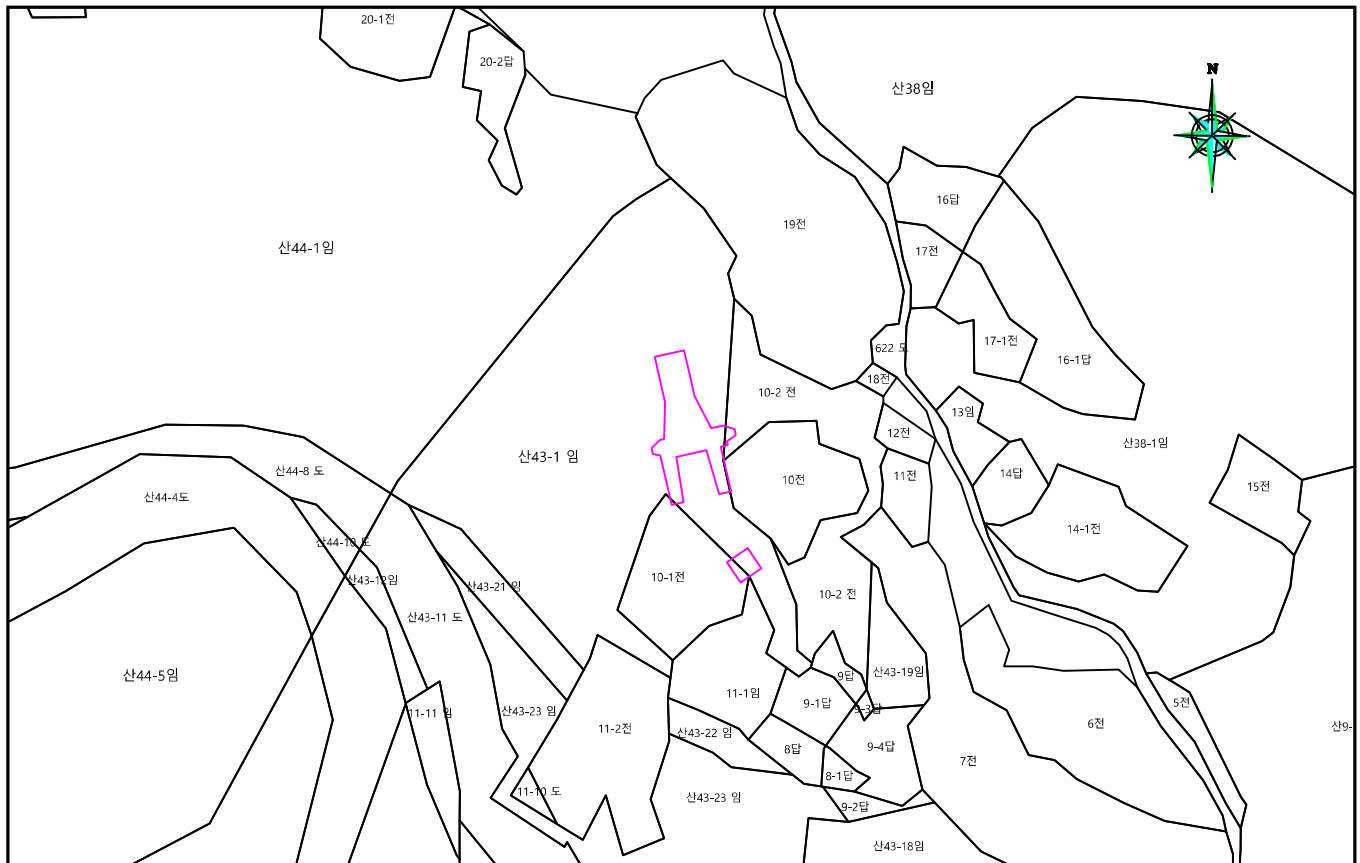 20-1전
20-2답
N
산38임
16답
19전
산44-1임
17전
622 도
17-1전
16-1답
18전
10-2 전
13임
12전
산38-1임
산43-1 임
산44-8 도
10전
11전
14답
15전
산44-4도
14-1전
산44-10 도
산43-12임
산43-21 임
10-1전
10-2 전
산43-11 도
산44-5임
9답
산43-19임
11-1임
9-1답
9-3답
5전
11-11 임
산43-23 임
11-2전
산43-22 임
8답
9-4답
6전
산9-
7전
8-1답
11-10 도
산43-23 임
9-2답
산43-18임